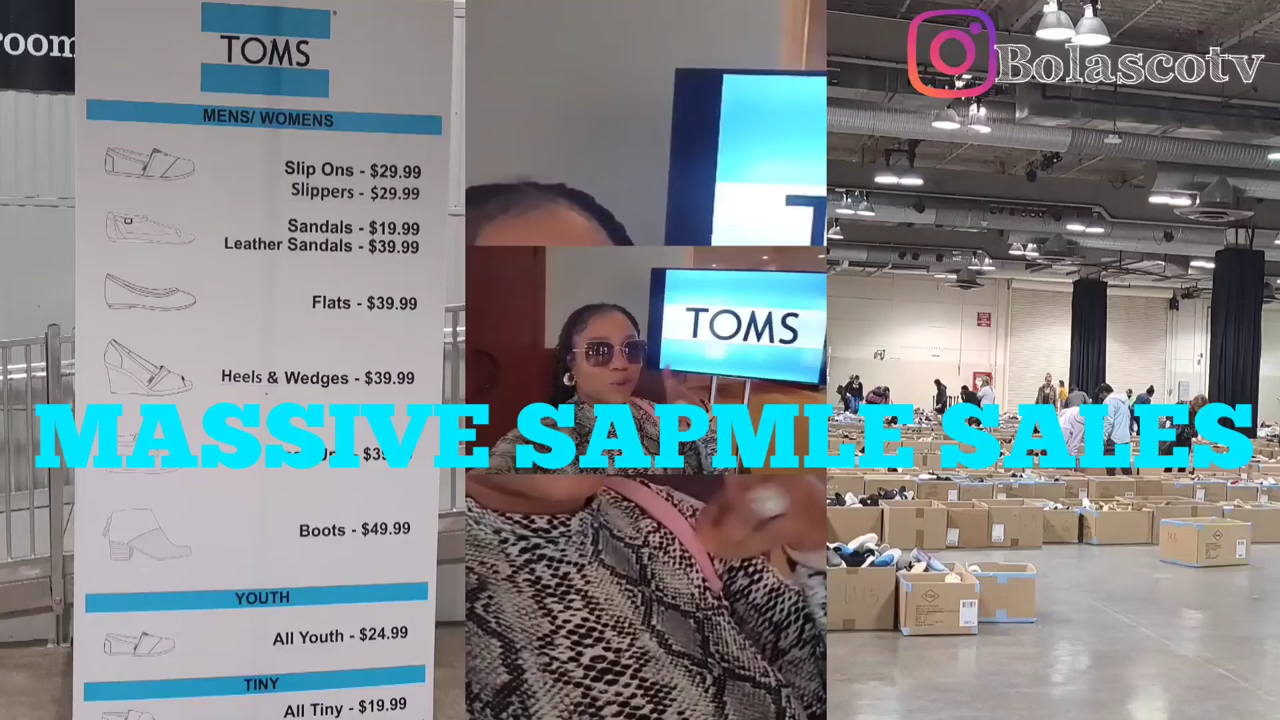 room
TOMS
MENS/ WOMENS
Slip Ons - $29.99
Slippers - $29.99
Sandals - $19.99
Leather Sandals - $39.99
Flats - $39.99
Heels & Wedges - $39.99
Boots - $49.99
YOUTH
All Youth - $24.99
TINY
All Tiny - $19.99
TOMS
MASSIVE SAPMLE SALES
Bolascotv
W5